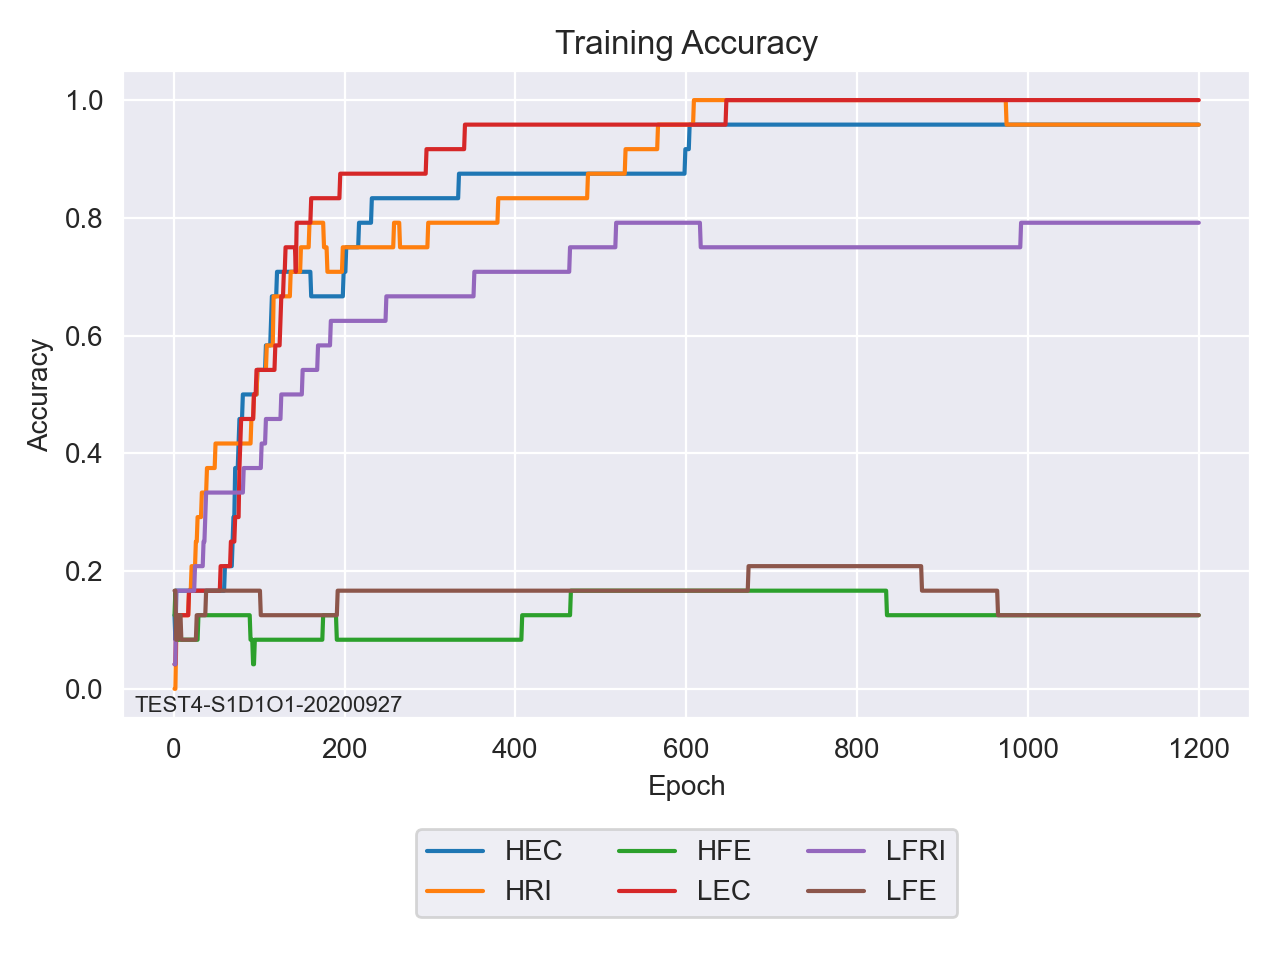 Training Accuracy
1.0
0.8
0.6
0.4
0.2
0.0
Accuracy
TEST4-S1D1O1-20200927
0 200 400 600 800 1000 1200
Epoch
HEC HFE LFRI
HRI LEC LFE